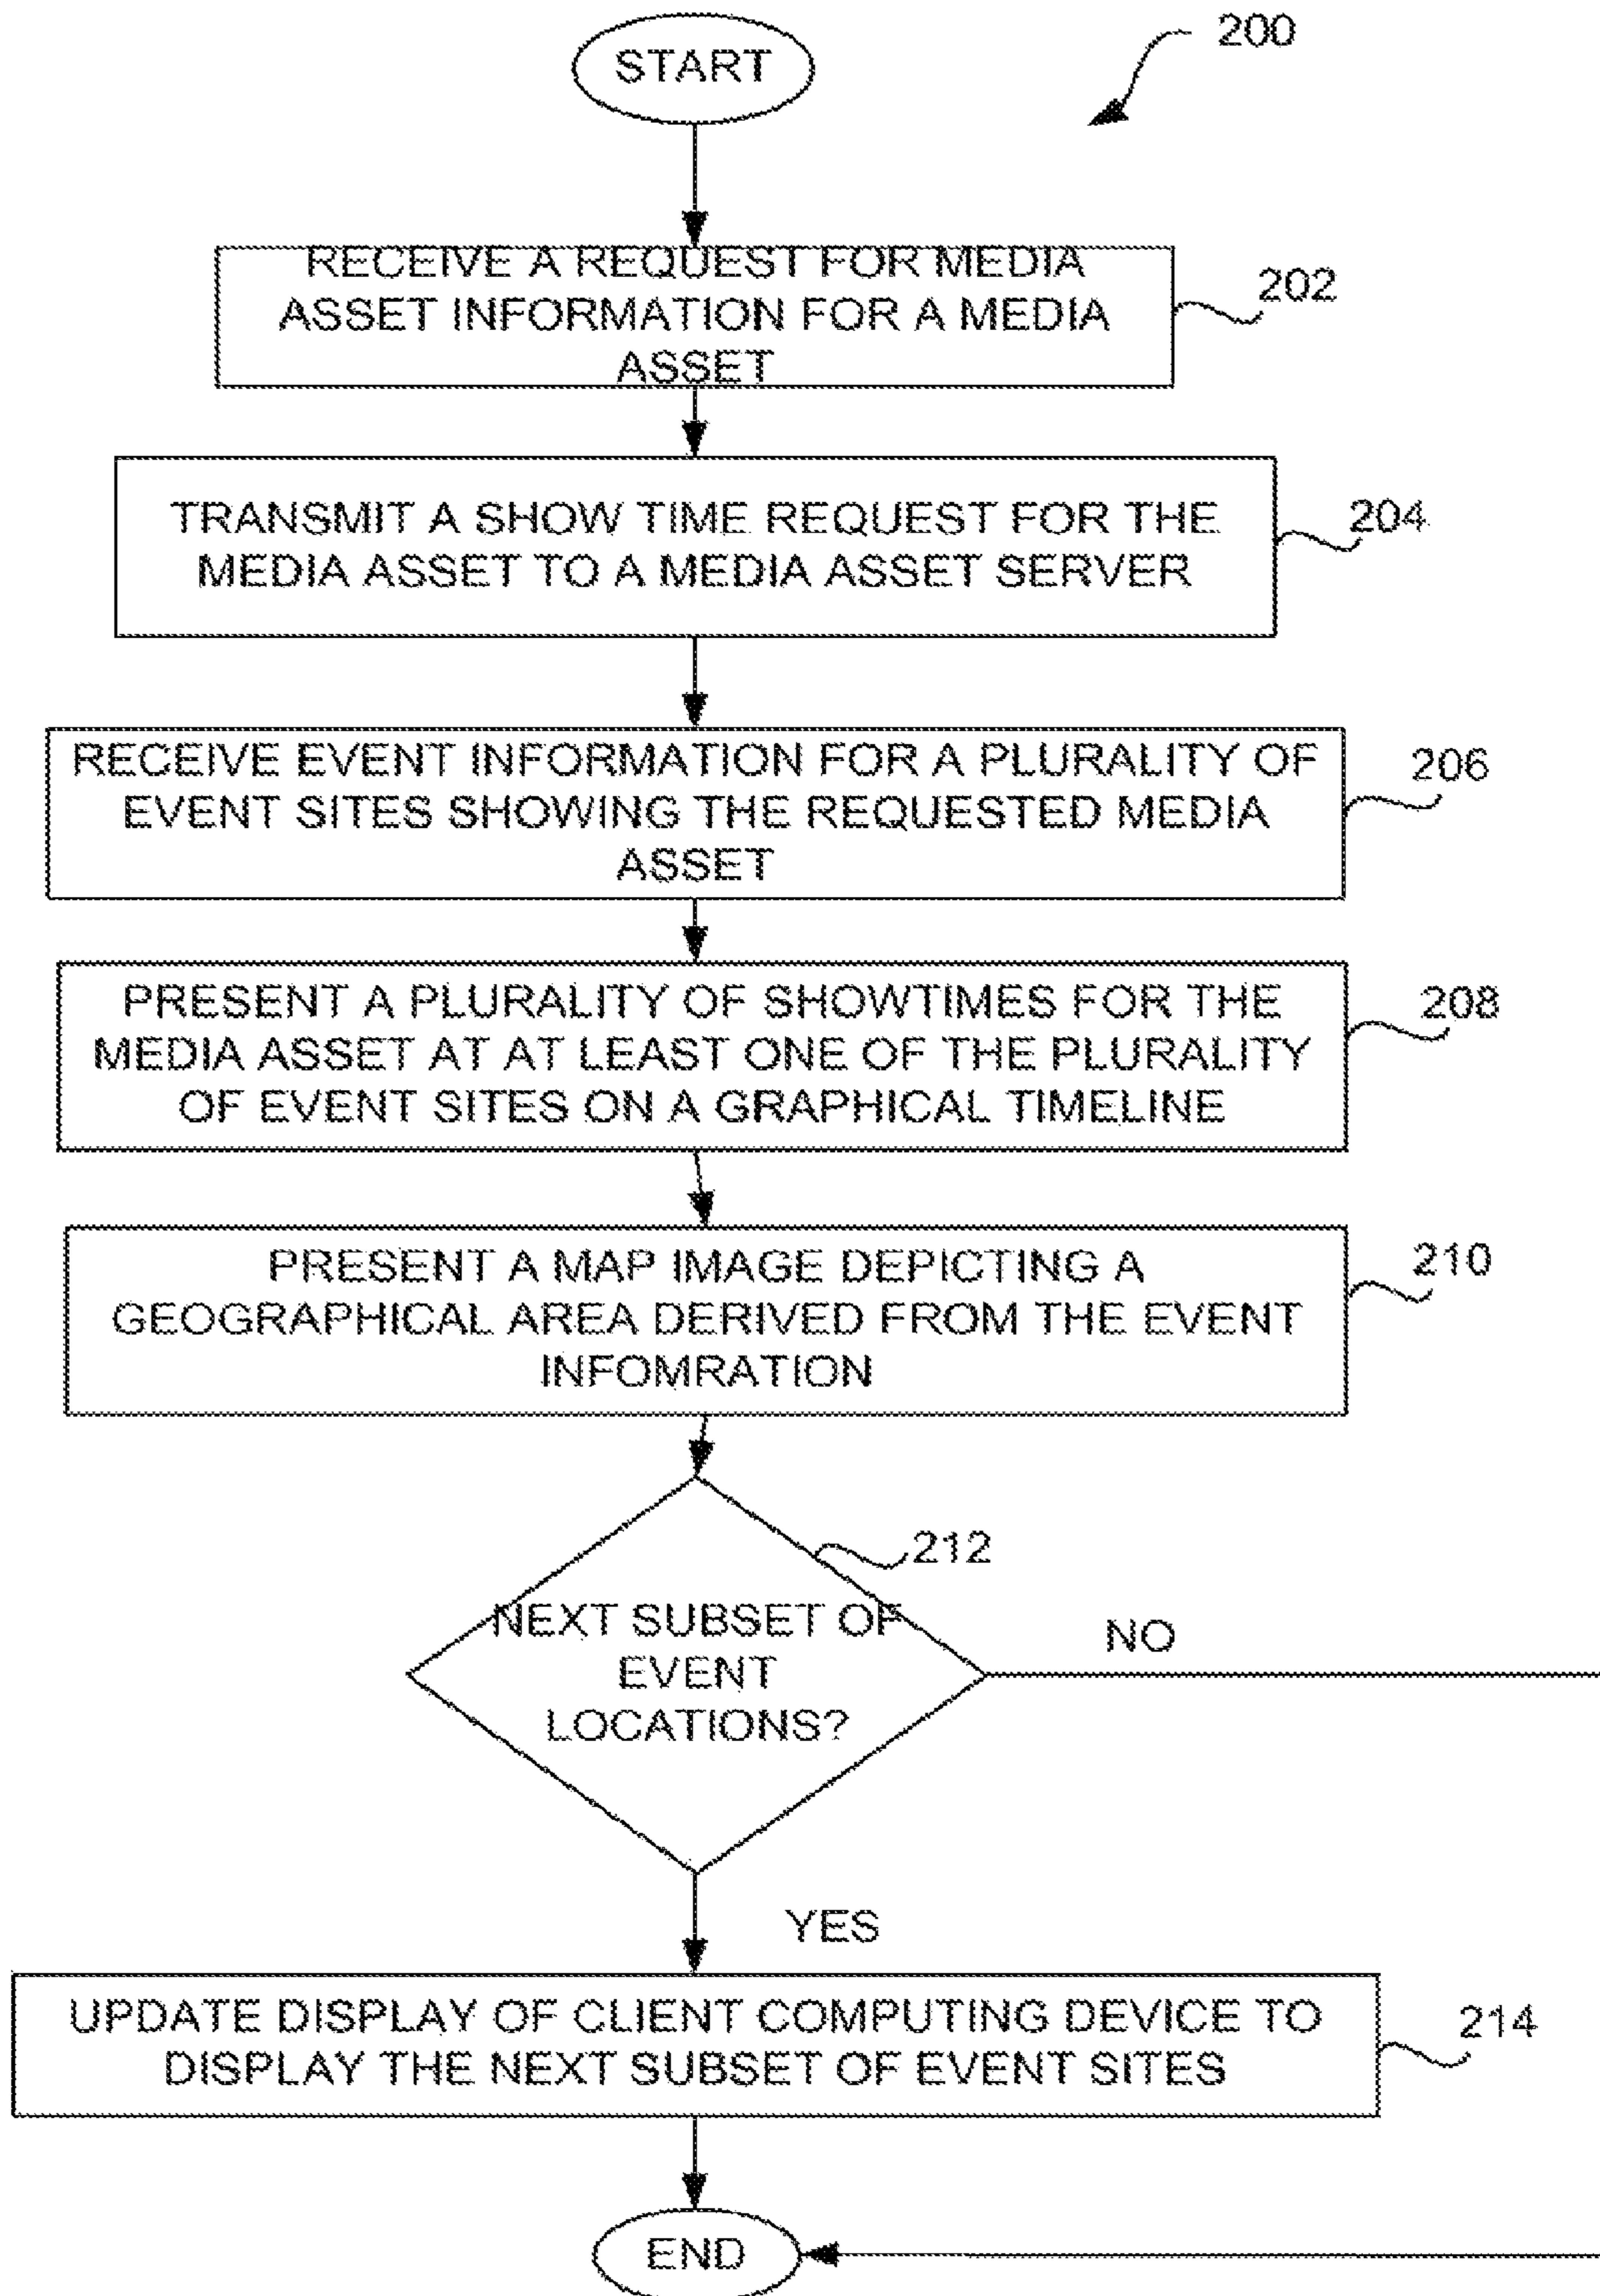 START
200
RECEIVE A REQUEST FOR MEDIA
ASSET INFORMATION FOR A MEDIA
ASSET
202
TRANSMIT A SHOW TIME REQUEST FOR THE
MEDIA ASSET TO A MEDIA ASSET SERVER
204
RECEIVE EVENT INFORMATION FOR A PLURALITY OF
EVENT SITES SHOWING THE REQUESTED MEDIA
ASSET
206
PRESENT A PLURALITY OF SHOWTIMES FOR THE
MEDIA ASSET AT AT LEAST ONE OF THE PLURALITY
OF EVENT SITES ON A GRAPHICAL TIMELINE
208
PRESENT A MAP IMAGE DEPICTING A
GEOGRAPHICAL AREA DERIVED FROM THE EVENT
INFOMRATION
210
212
NEXT SUBSET OF
EVENT
LOCATIONS?
NO
YES
UPDATE DISPLAY OF CLIENT COMPUTING DEVICE TO
DISPLAY THE NEXT SUBSET OF EVENT SITES
214
END